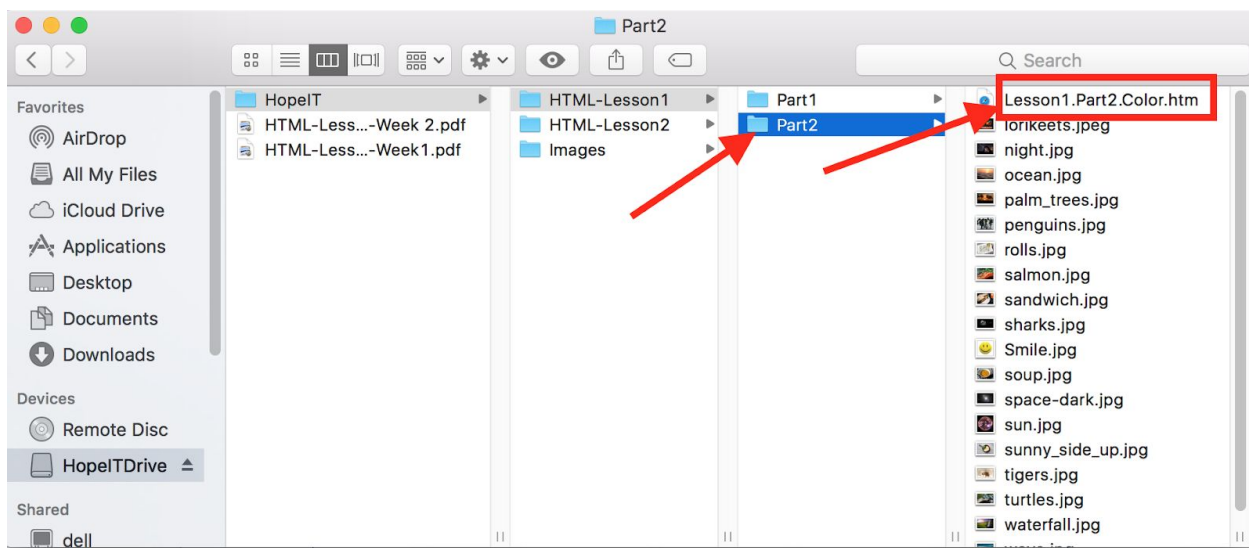 Part2
Search
Favorites
AirDrop
All My Files
iCloud Drive
Applications
Desktop
Documents
Downloads
Devices
Remote Disc
HopeITDrive
Shared
dell
HopeIT
HTML-Less...-Week 2.pdf
HTML-Less...-Week1.pdf
HTML-Lesson1
HTML-Lesson2
Images
Part1
Part2
Lesson1.Part2.Color.htm
lorikeets.jpeg
night.jpg
ocean.jpg
palm_trees.jpg
penguins.jpg
rolls.jpg
salmon.jpg
sandwich.jpg
sharks.jpg
Smile.jpg
soup.jpg
space-dark.jpg
sun.jpg
sunny_side_up.jpg
tigers.jpg
turtles.jpg
waterfall.jpg